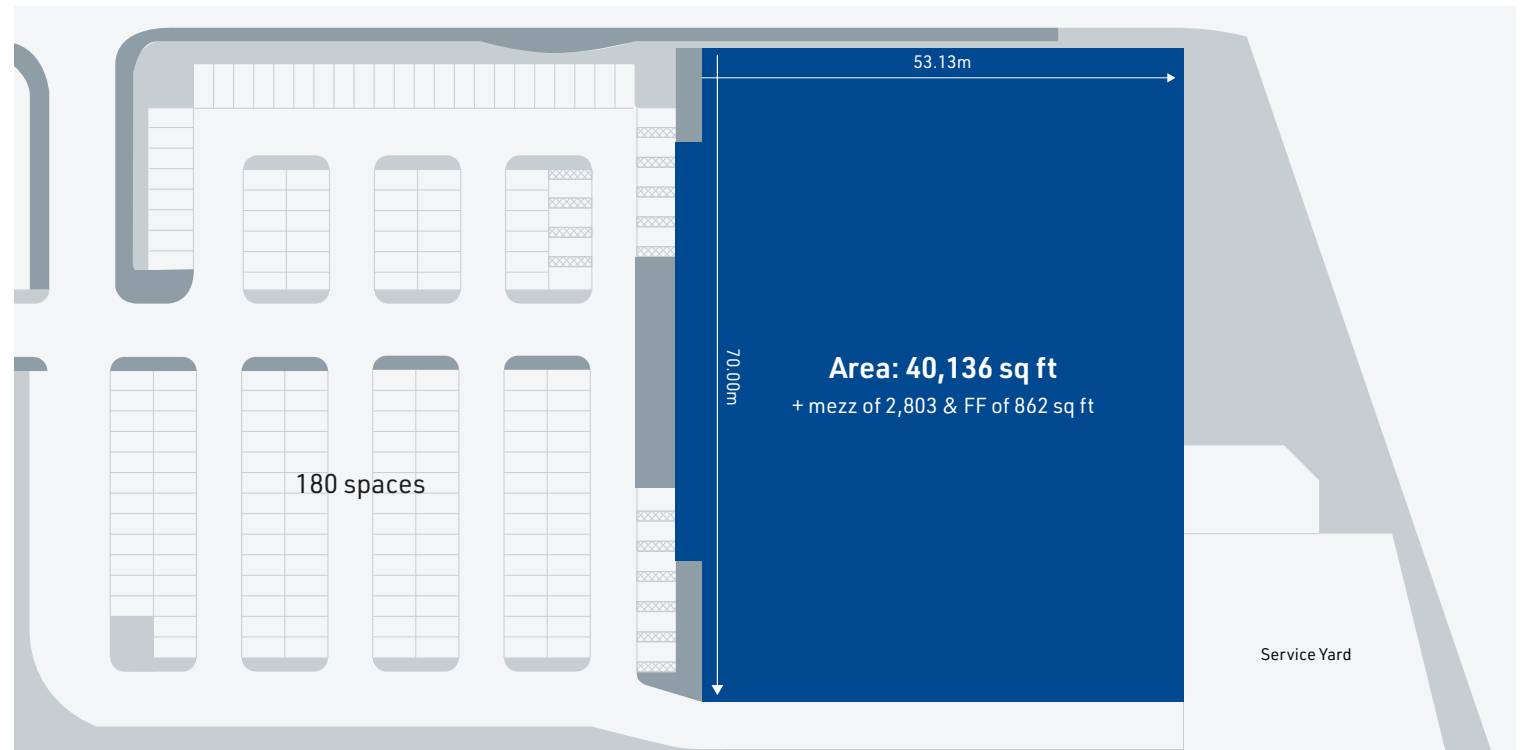 53.13m
70.00m
Area: 40,136 sq ft
+ mezz of 2,803 & FF of 862 sq ft
180 spaces
Service Yard